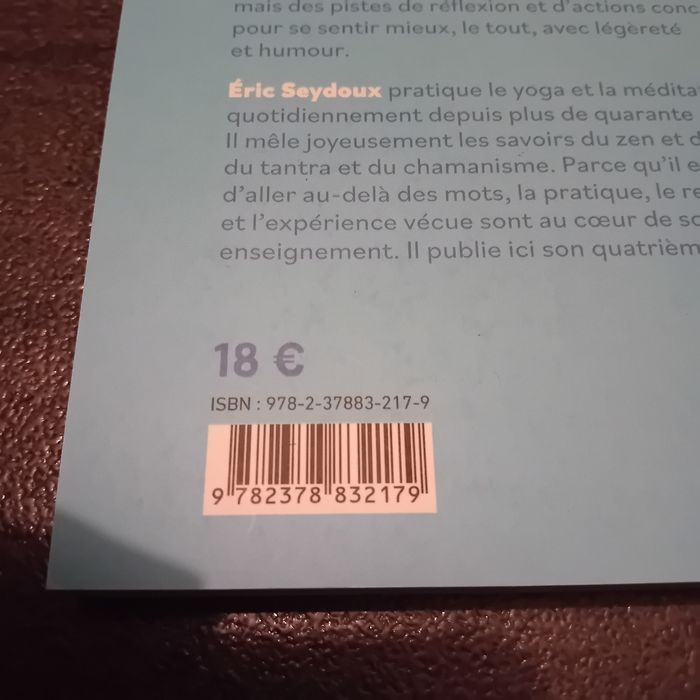 mais des pistes de réflexion et d'actions conc
pour se sentir mieux, le tout, avec légèreté
et humour.
Éric Seydoux pratique le yoga et la médita
quotidiennement depuis plus de quarante
Il mêle joyeusement les savoirs du zen et d
du tantra et du chamanisme. Parce qu'il e
d'aller au-delà des mots, la pratique, le re
et l'expérience vécue sont au cœur de so
enseignement. Il publie ici son quatrièm
18 €
ISBN : 978-2-37883-217-9
9 782378 832179